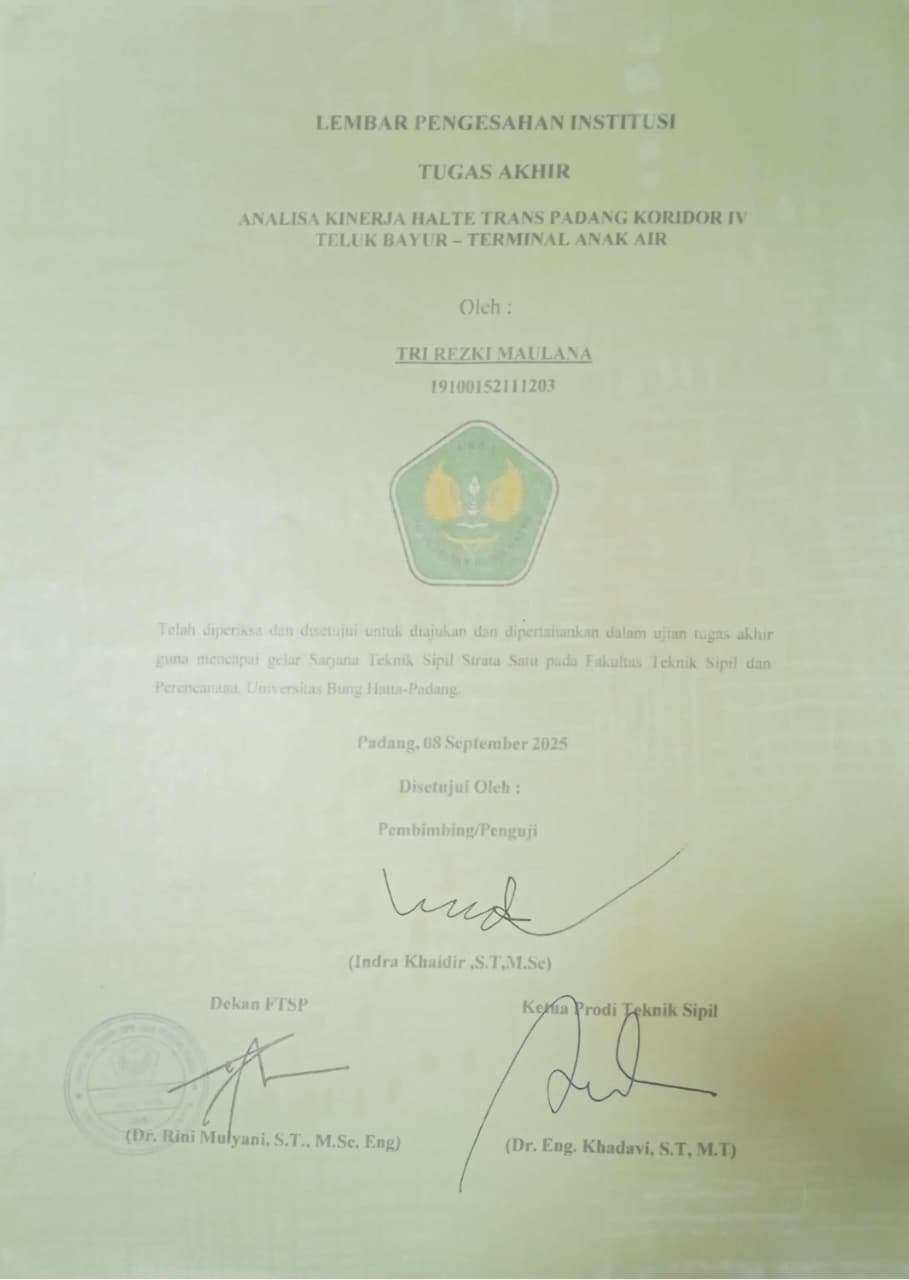 LEMBAR PENGESAHAN INSTITUSI
TUGAS AKHIR
ANALISA KINERJA HALTE TRANS PADANG KORIDOR IV
TELUK BAYUR – TERMINAL ANAK AIR
Oleh :
TRI REZKI MAULANA
19100152111203
Telah diperiksa dan disetujui untuk diajukan dan dipertahankan dalam ujian tugas akhir
guna mencapai gelar Sarjana Teknik Sipil Strata Satu pada Fakultas Teknik Sipil dan
Perencanaan, Universitas Bung Hatta-Padang.
Padang, 08 September 2025
Disetujui Oleh :
Pembimbing/Penguji
(Indra Khaidir ,S.T,M.Sc)
Dekan FTSP
Ketua Prodi Teknik Sipil
(Dr. Rini Mulyani, S.T., M.Sc. Eng)
(Dr. Eng. Khadavi, S.T, M.T)